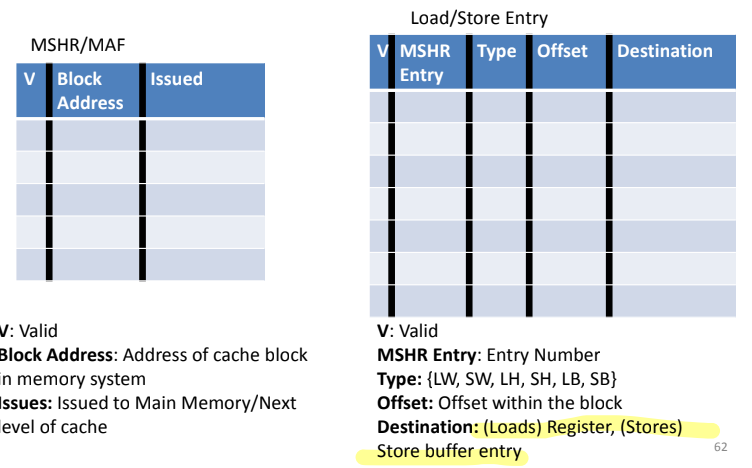 MSHR/MAF
V Block Address Issued
Load/Store Entry
V MSHR Entry Type Offset Destination
V: Valid
Block Address: Address of cache block
in memory system
Issues: Issued to Main Memory/Next
level of cache
V: Valid
MSHR Entry: Entry Number
Type: {LW, SW, LH, SH, LB, SB}
Offset: Offset within the block
Destination: (Loads) Register, (Stores)
Store buffer entry
62